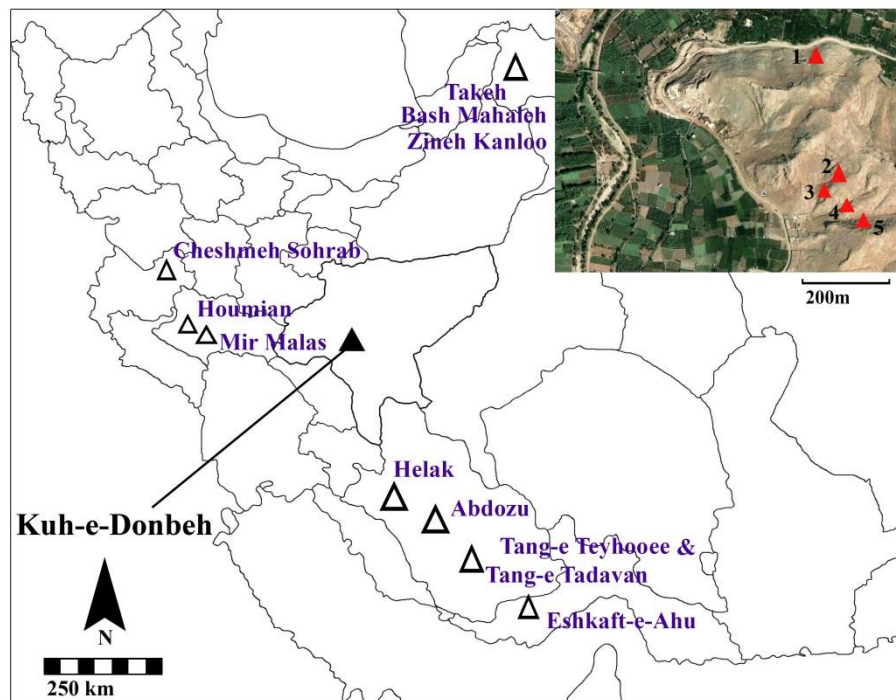 Takeh
Bash Mahaleh
Zineh Kanloo
1
2
3
4
5
200m
Cheshmeh Sohrab
Houmian
Mir Malas
Kuh-e-Donbeh
Helak
Abdozu
Tang-e Teyhooee &
Tang-e Tadavan
Eshkaft-e-Ahu
N
250 km